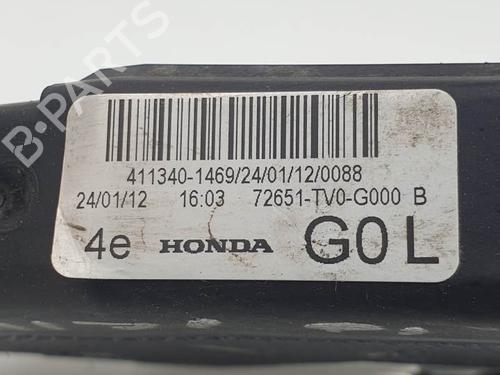 B-PARTS
411340-1469/24/01/12/0088
24/01/12 16:03 72651-TV0-G000 B
4e HONDA G0 L